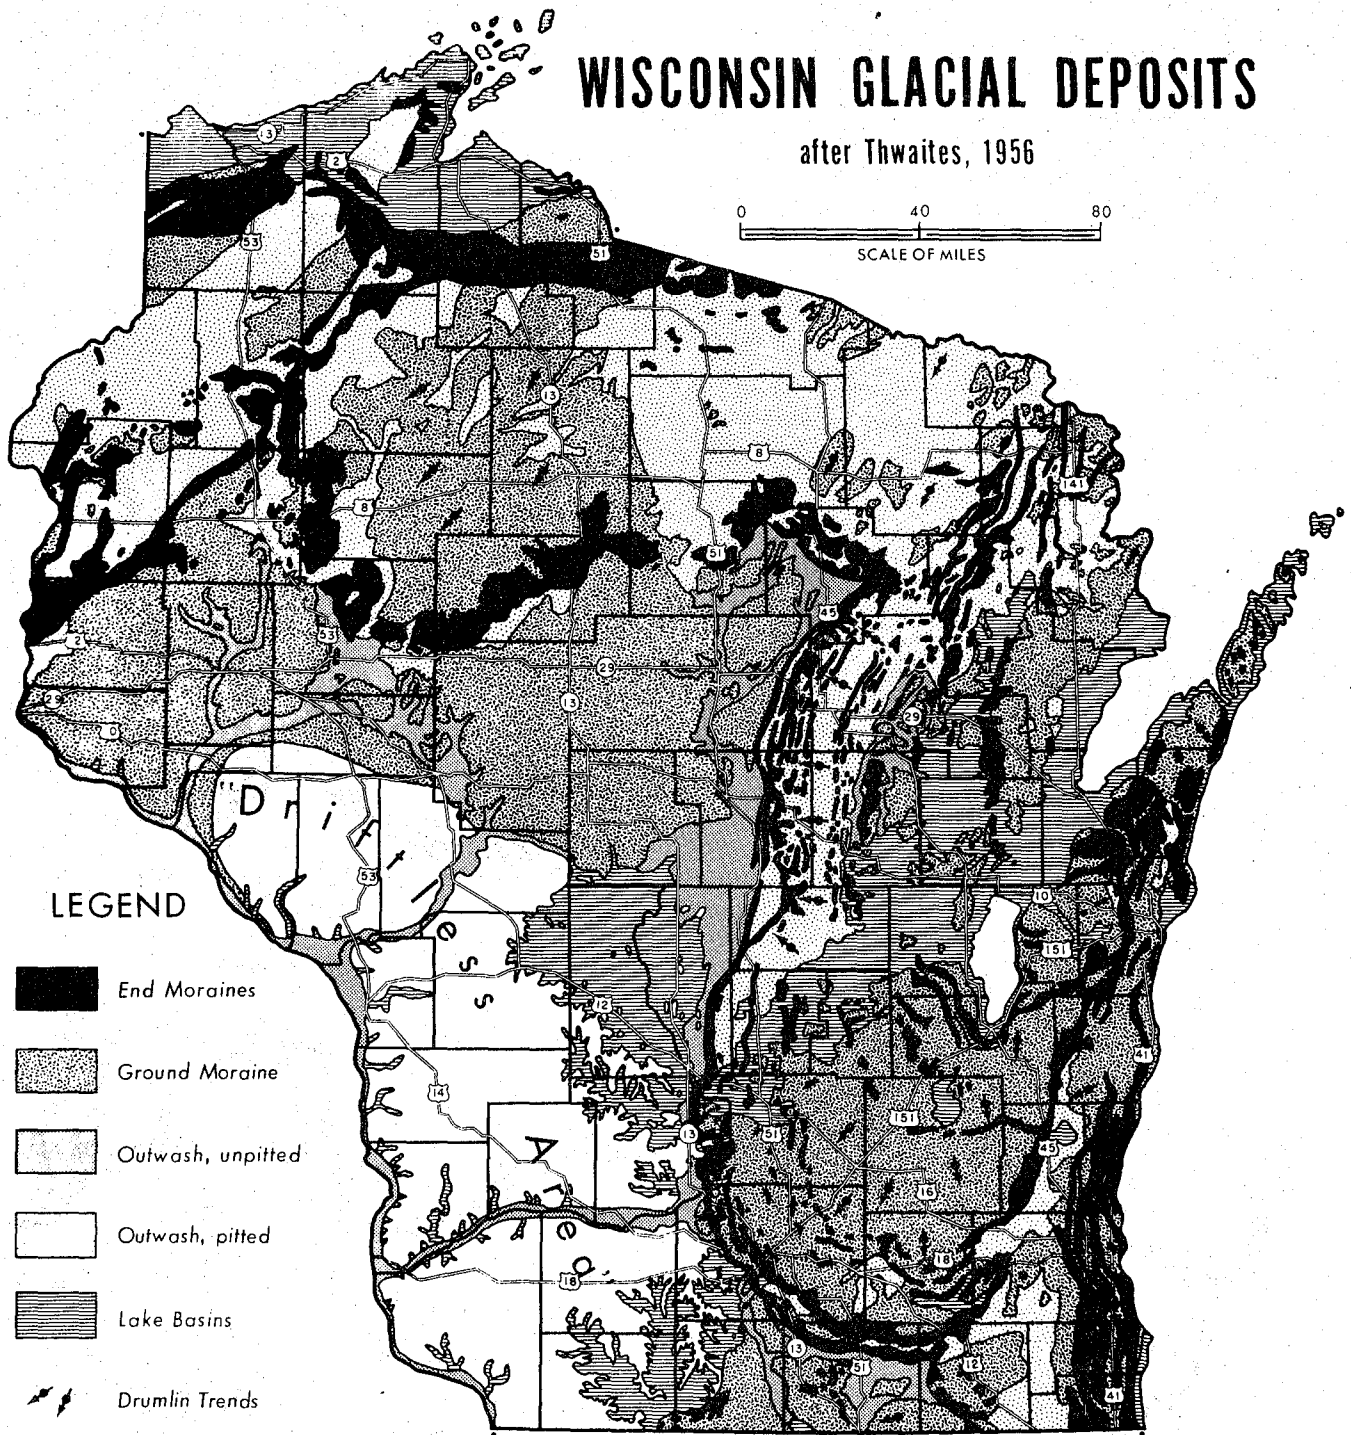 WISCONSIN GLACIAL DEPOSITS
after Thwaites, 1956
0 40 80
SCALE OF MILES
13
2
53
51
13
8
8
141
51
45
53
2
29
29
13
29
"Driftless Area
53
10
151
12
41
14
151
13
51
45
16
18
18
13
51
12
41
LEGEND
End Moraines
Ground Moraine
Outwash, unpitted
Outwash, pitted
Lake Basins
Drumlin Trends